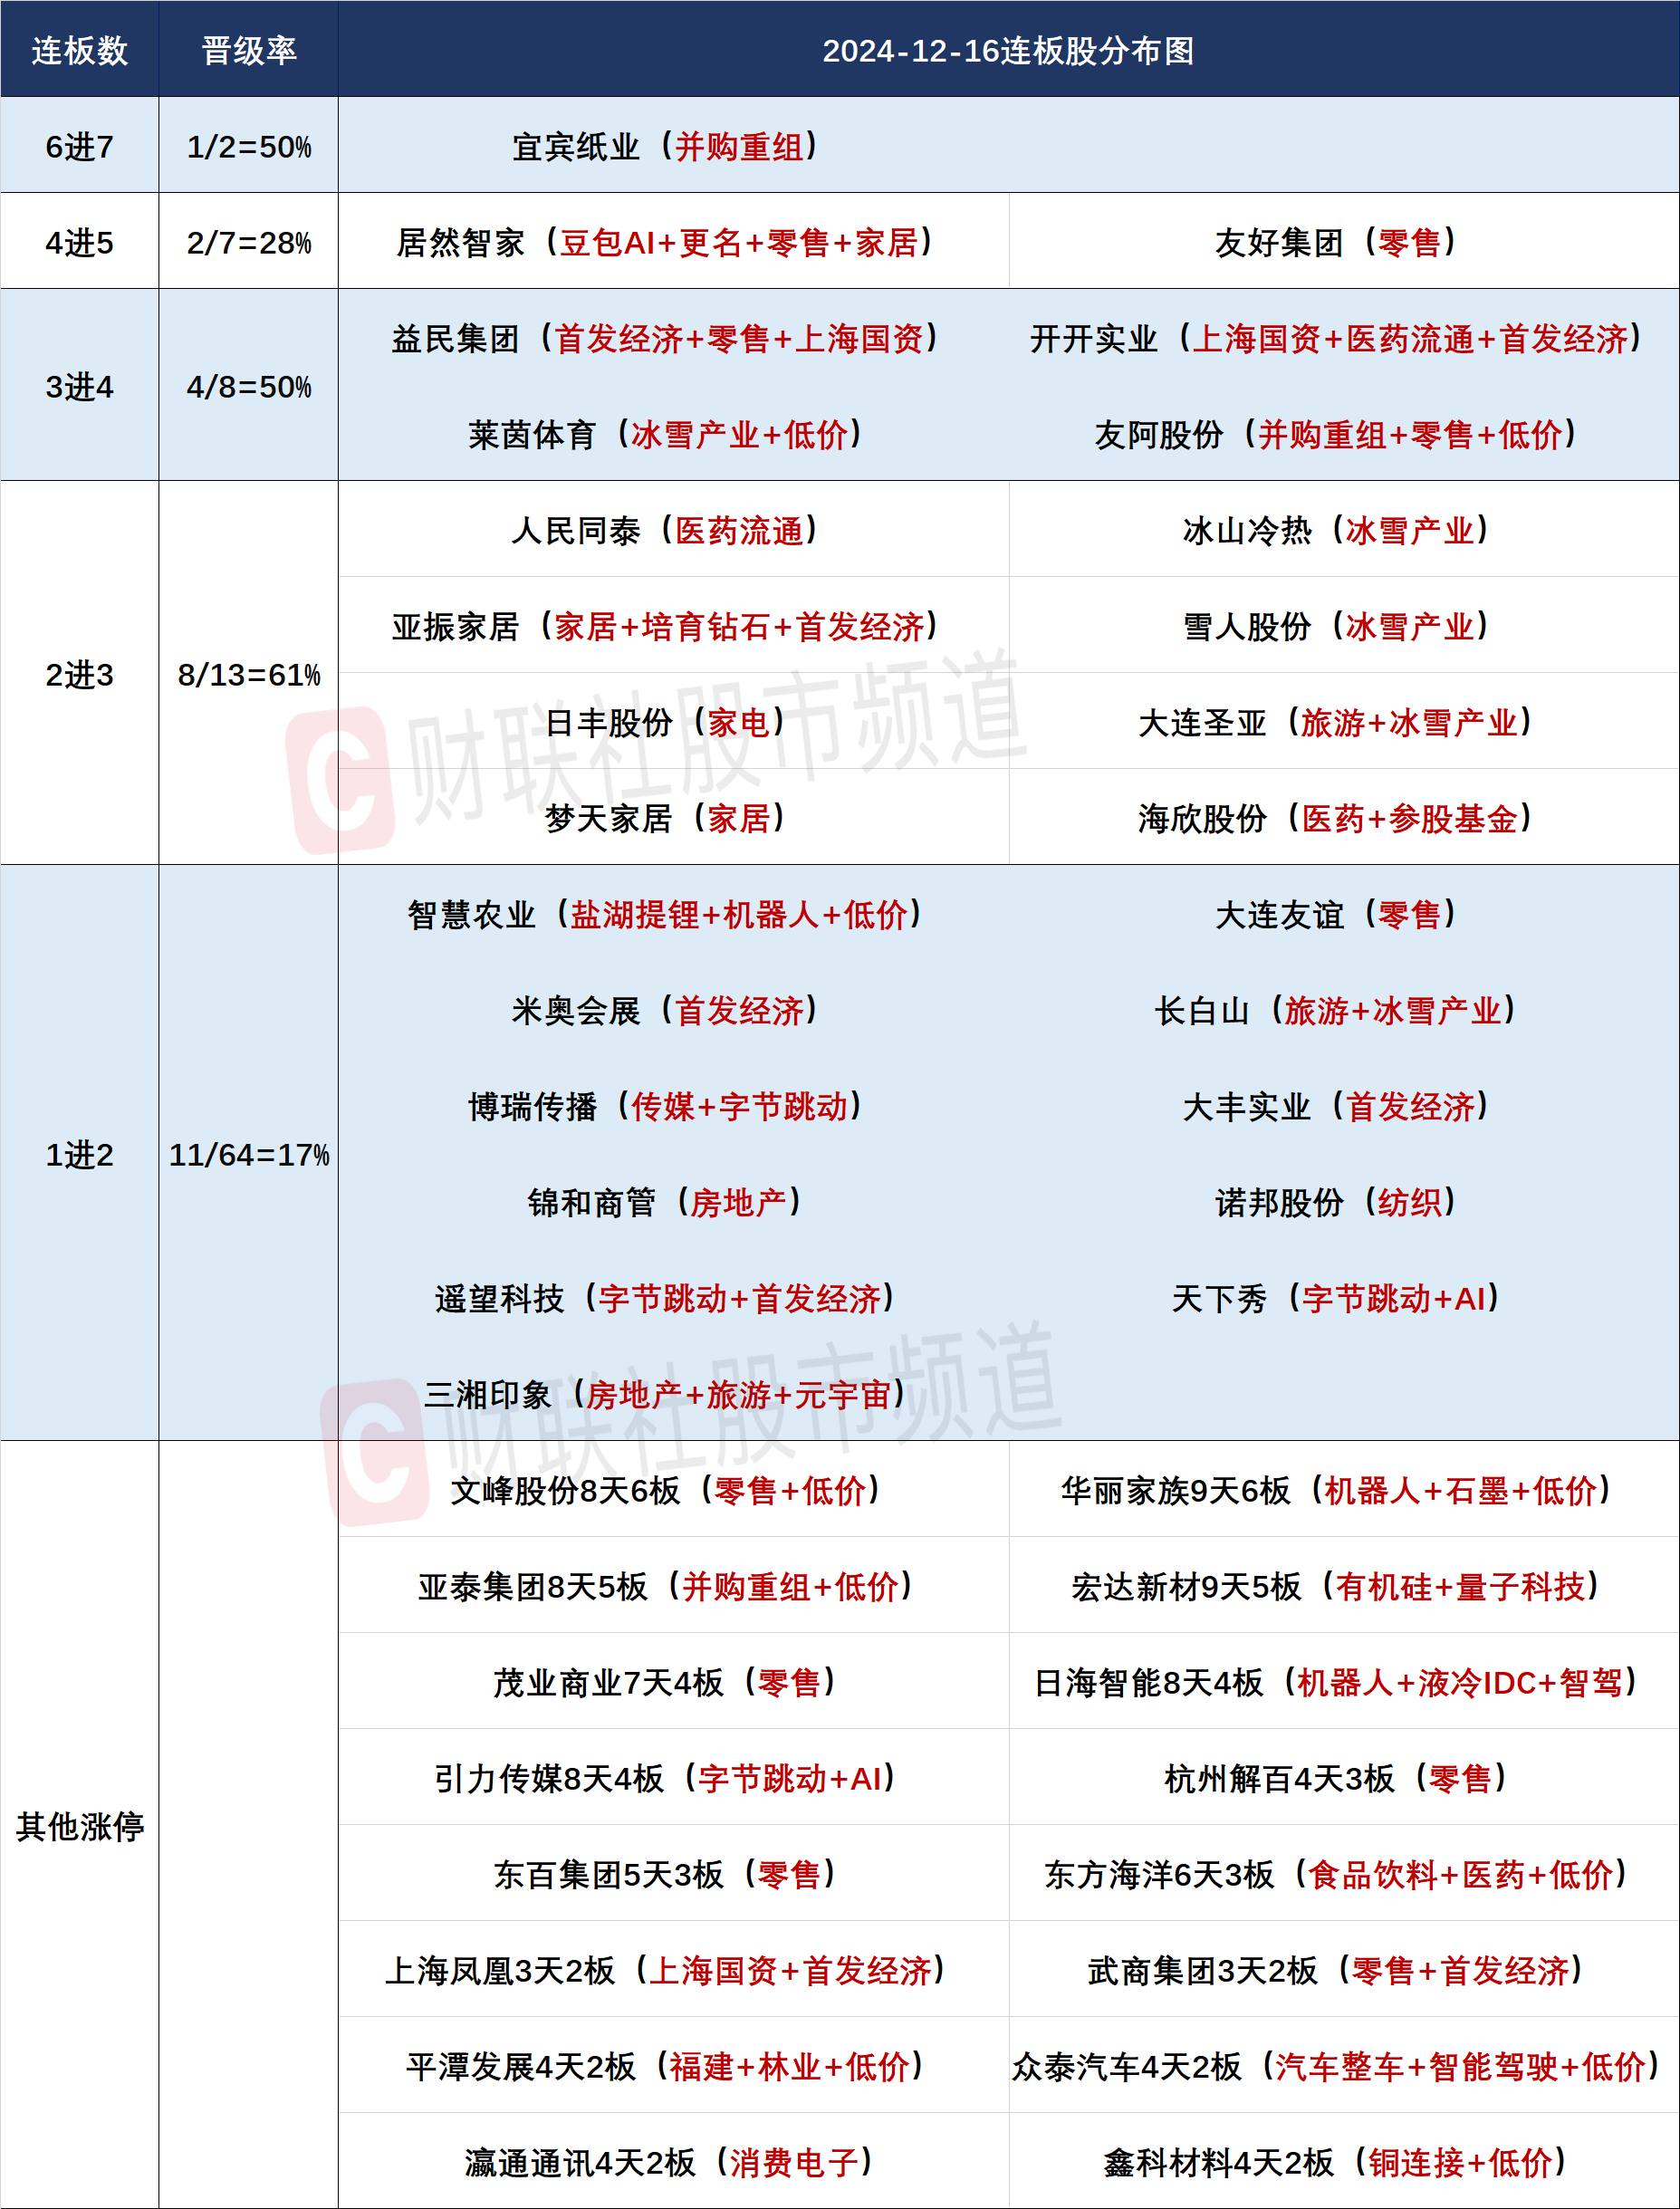 连板数 晋级率 2024-12-16连板股分布图
6进7 1/2=50% 宜宾纸业（并购重组）
4进5 2/7=28% 居然智家（豆包AI+更名+零售+家居） 友好集团（零售）
3进4 4/8=50% 益民集团（首发经济+零售+上海国资） 开开实业（上海国资+医药流通+首发经济）
莱茵体育（冰雪产业+低价） 友阿股份（并购重组+零售+低价）
2进3 8/13=61% 人民同泰（医药流通） 冰山冷热（冰雪产业）
亚振家居（家居+培育钻石+首发经济） 雪人股份（冰雪产业）
日丰股份（家电） 大连圣亚（旅游+冰雪产业）
梦天家居（家居） 海欣股份（医药+参股基金）
1进2 11/64=17% 智慧农业（盐湖提锂+机器人+低价） 大连友谊（零售）
米奥会展（首发经济） 长白山（旅游+冰雪产业）
博瑞传播（传媒+字节跳动） 大丰实业（首发经济）
锦和商管（房地产） 诺邦股份（纺织）
遥望科技（字节跳动+首发经济） 天下秀（字节跳动+AI）
三湘印象（房地产+旅游+元宇宙）
其他涨停 文峰股份8天6板（零售+低价） 华丽家族9天6板（机器人+石墨+低价）
亚泰集团8天5板（并购重组+低价） 宏达新材9天5板（有机硅+量子科技）
茂业商业7天4板（零售） 日海智能8天4板（机器人+液冷IDC+智驾）
引力传媒8天4板（字节跳动+AI） 杭州解百4天3板（零售）
东百集团5天3板（零售） 东方海洋6天3板（食品饮料+医药+低价）
上海凤凰3天2板（上海国资+首发经济） 武商集团3天2板（零售+首发经济）
平潭发展4天2板（福建+林业+低价） 众泰汽车4天2板（汽车整车+智能驾驶+低价）
瀛通通讯4天2板（消费电子） 鑫科材料4天2板（铜连接+低价）
C 财联社股市频道
C 财联社股市频道